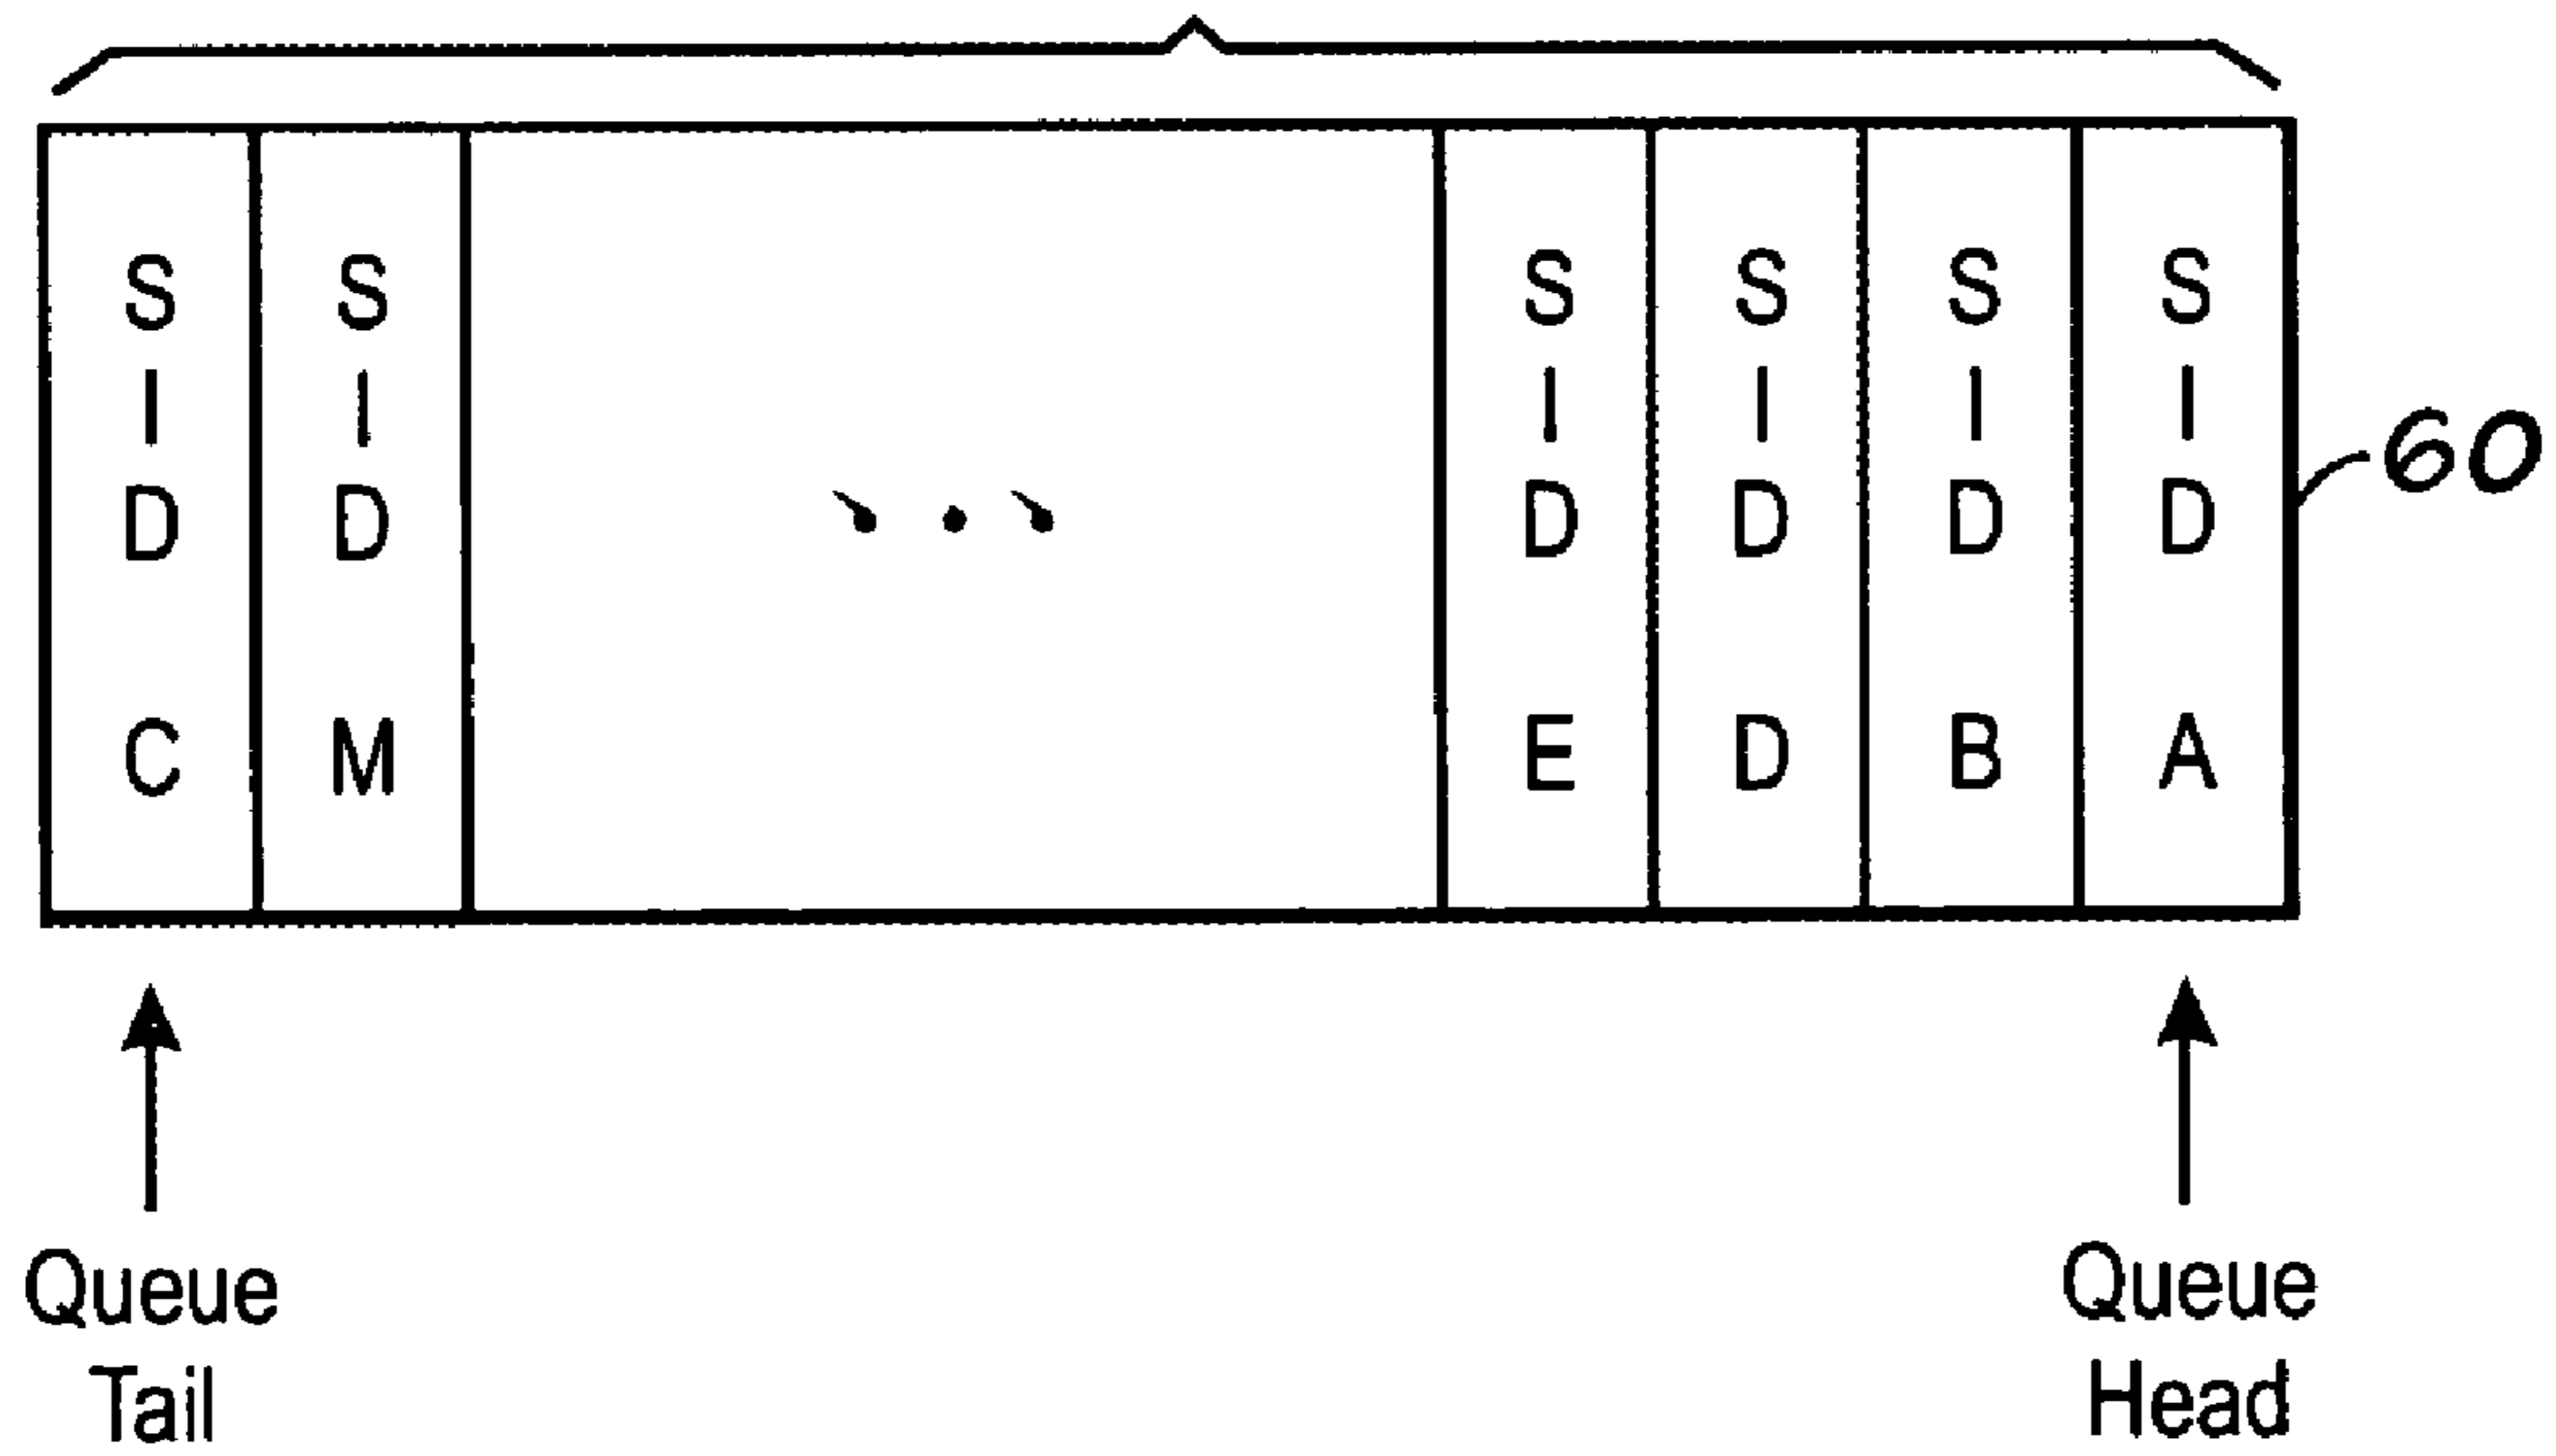 S I D C
S I D M
...
S I D E
S I D D
S I D B
S I D A
60
Queue Tail
Queue Head